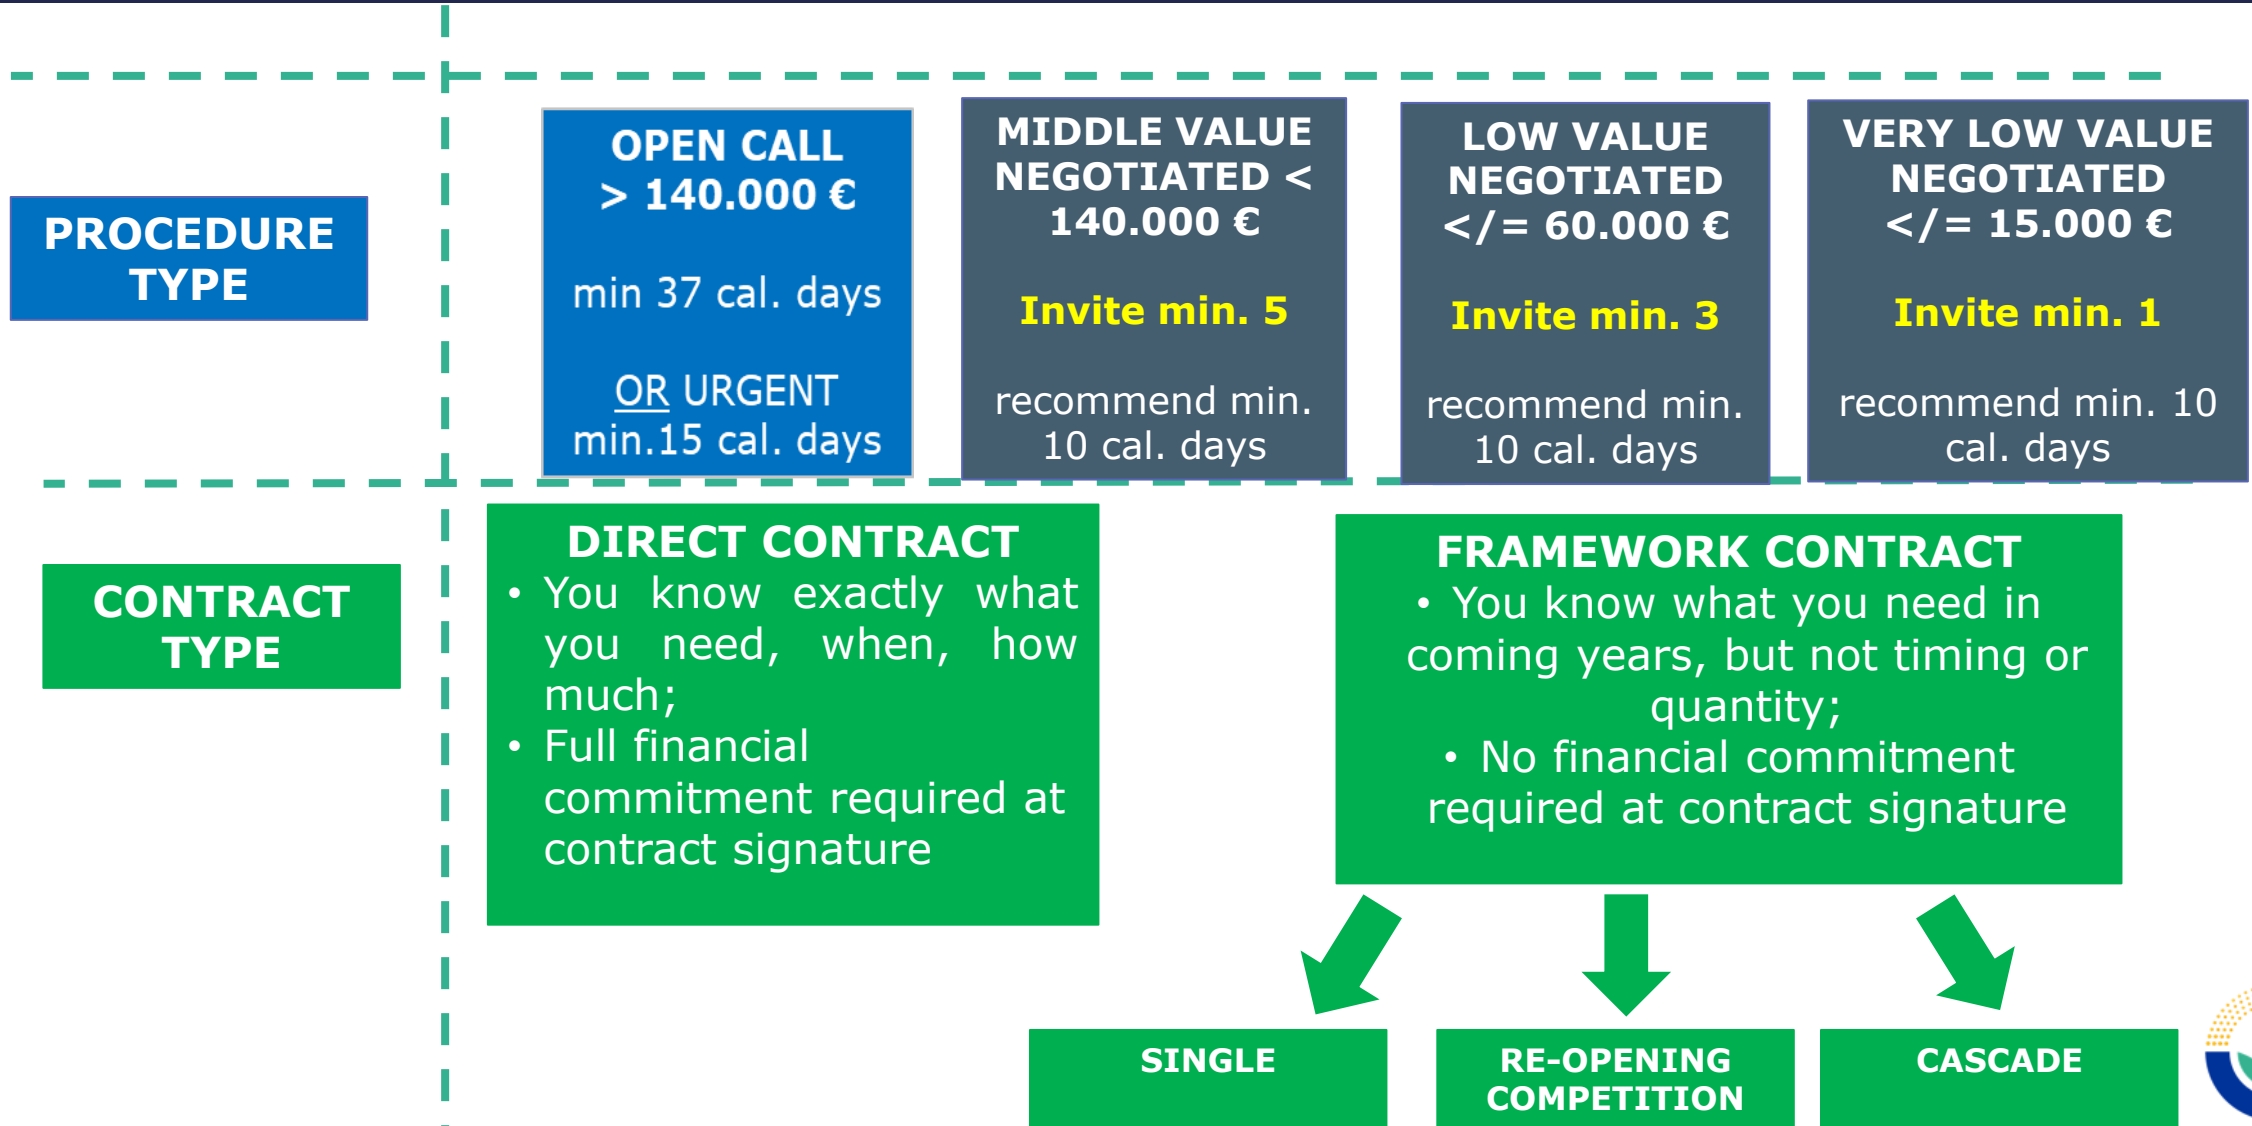 PROCEDURE
TYPE
OPEN CALL
> 140.000 €
min 37 cal. days
OR URGENT
min.15 cal. days
MIDDLE VALUE
NEGOTIATED <
140.000 €
Invite min. 5
recommend min.
10 cal. days
LOW VALUE
NEGOTIATED
</= 60.000 €
Invite min. 3
recommend min.
10 cal. days
VERY LOW VALUE
NEGOTIATED
</= 15.000 €
Invite min. 1
recommend min. 10
cal. days
CONTRACT
TYPE
DIRECT CONTRACT
• You know exactly what
you need, when, how
much;
• Full financial
commitment required at
contract signature
FRAMEWORK CONTRACT
• You know what you need in
coming years, but not timing or
quantity;
• No financial commitment
required at contract signature
SINGLE
RE-OPENING
COMPETITION
CASCADE